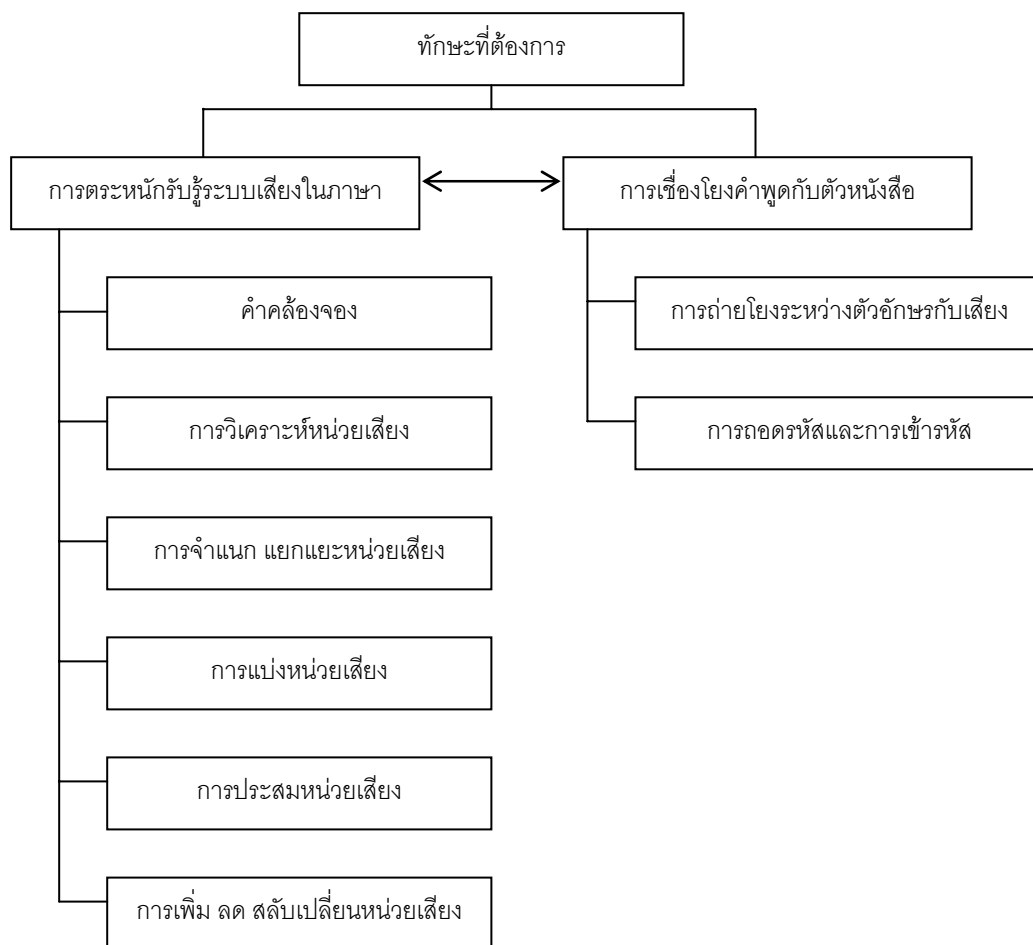 ทักษะที่ต้องการ
การตระหนักรับรู้ระบบเสียงในภาษา
การเชื่องโยงคำพูดกับตัวหนังสือ
คำคล้องจอง
การถ่ายโยงระหว่างตัวอักษรกับเสียง
การวิเคราะห์หน่วยเสียง
การถอดรหัสและการเข้ารหัส
การจำแนก แยกแยะหน่วยเสียง
การแบ่งหน่วยเสียง
การประสมหน่วยเสียง
การเพิ่ม ลด สลับเปลี่ยนหน่วยเสียง